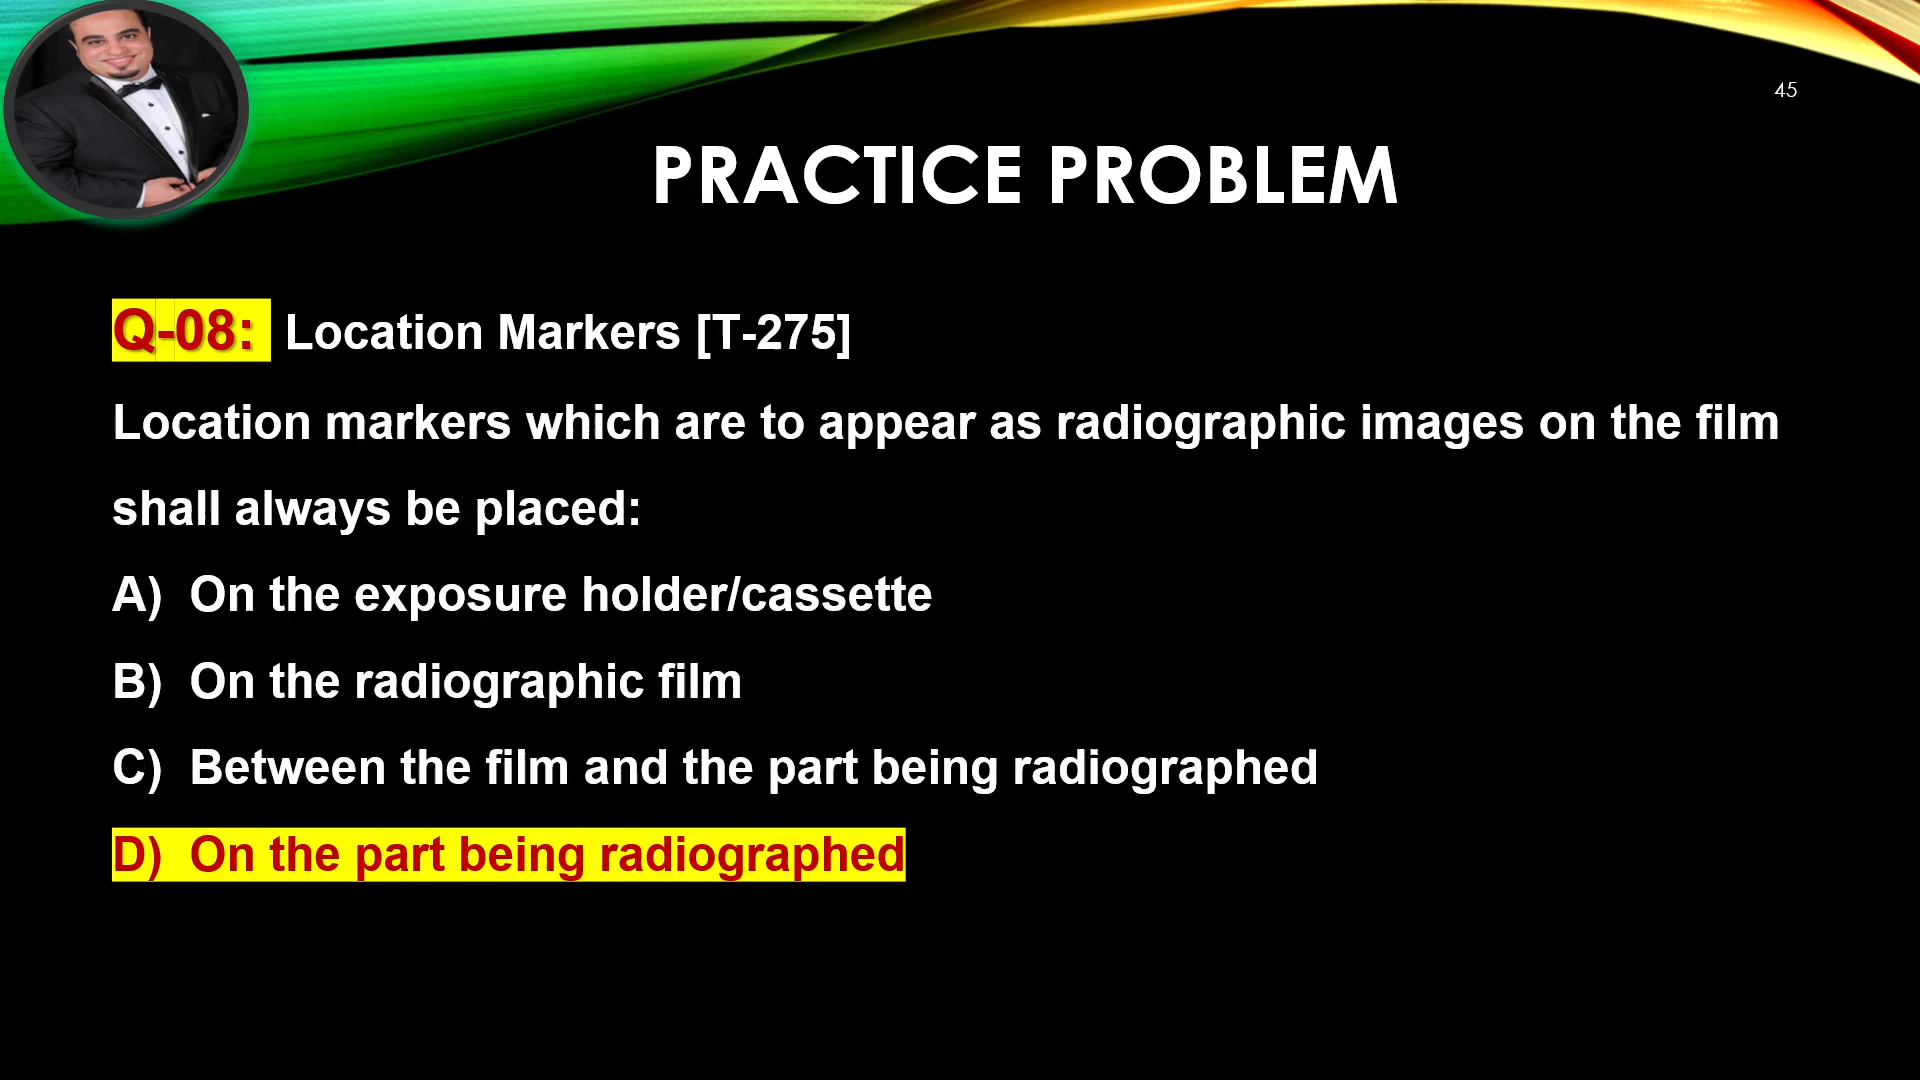 45
PRACTICE PROBLEM
Q-08: Location Markers [T-275]
Location markers which are to appear as radiographic images on the film
shall always be placed:
A) On the exposure holder/cassette
B) On the radiographic film
C) Between the film and the part being radiographed
D) On the part being radiographed